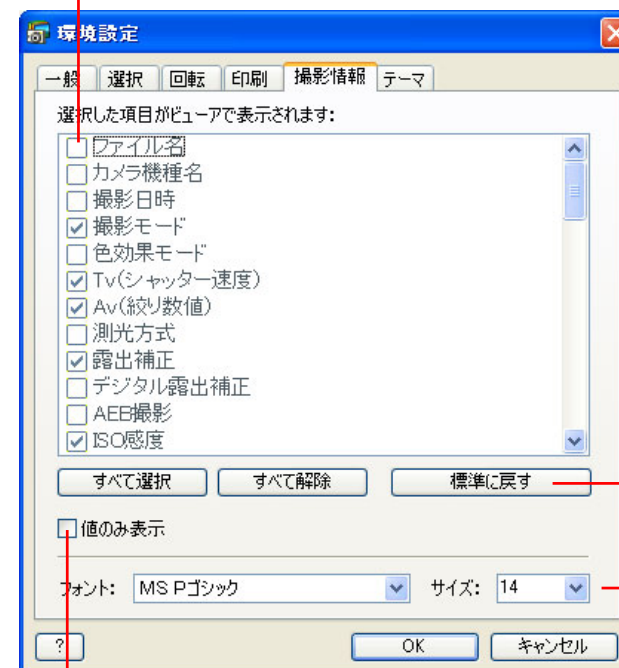 環境設定
一般 選択 回転 印刷 撮影情報 テーマ
選択した項目がビューアで表示されます:
ファイル名
カメラ機種名
撮影日時
撮影モード
色効果モード
Tv(シャッター速度)
Av(絞り数値)
測光方式
露出補正
デジタル露出補正
AEB撮影
ISO感度
すべて選択 すべて解除 標準に戻す
値のみ表示
フォント: MS Pゴシック サイズ: 14
? OK キャンセル